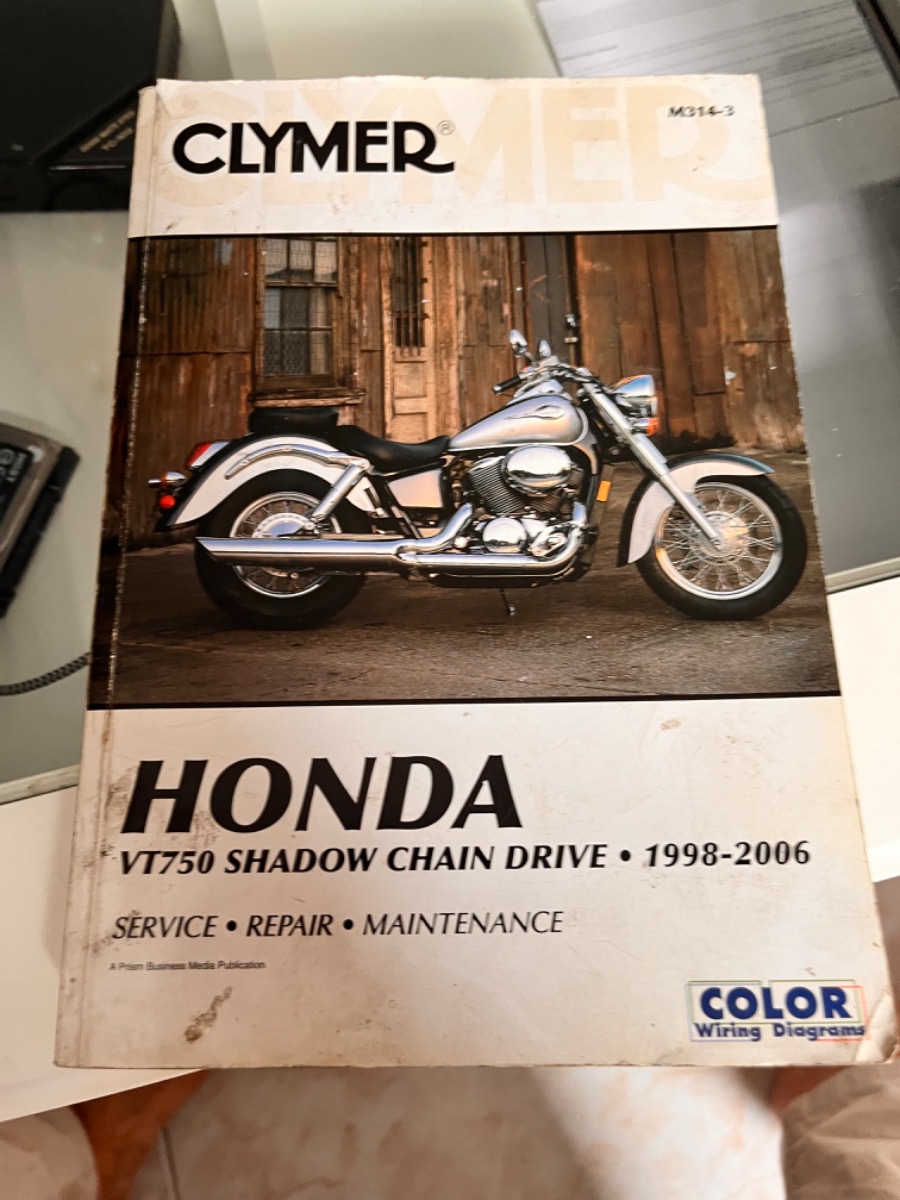 CLYMER
M314-3
CLYMER®
HONDA
VT750 SHADOW CHAIN DRIVE • 1998-2006
SERVICE • REPAIR • MAINTENANCE
A Prism Business Media Publication
COLOR
Wiring Diagrams